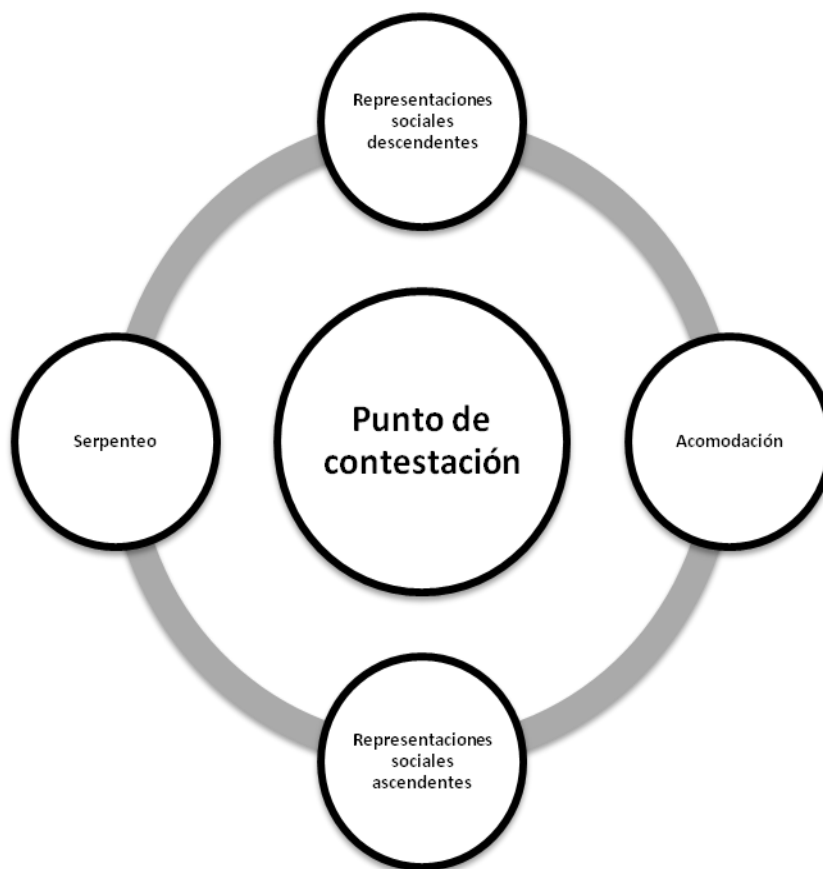 Representaciones
sociales
descendentes
Serpenteo
Punto de
contestación
Acomodación
Representaciones
sociales
ascendentes